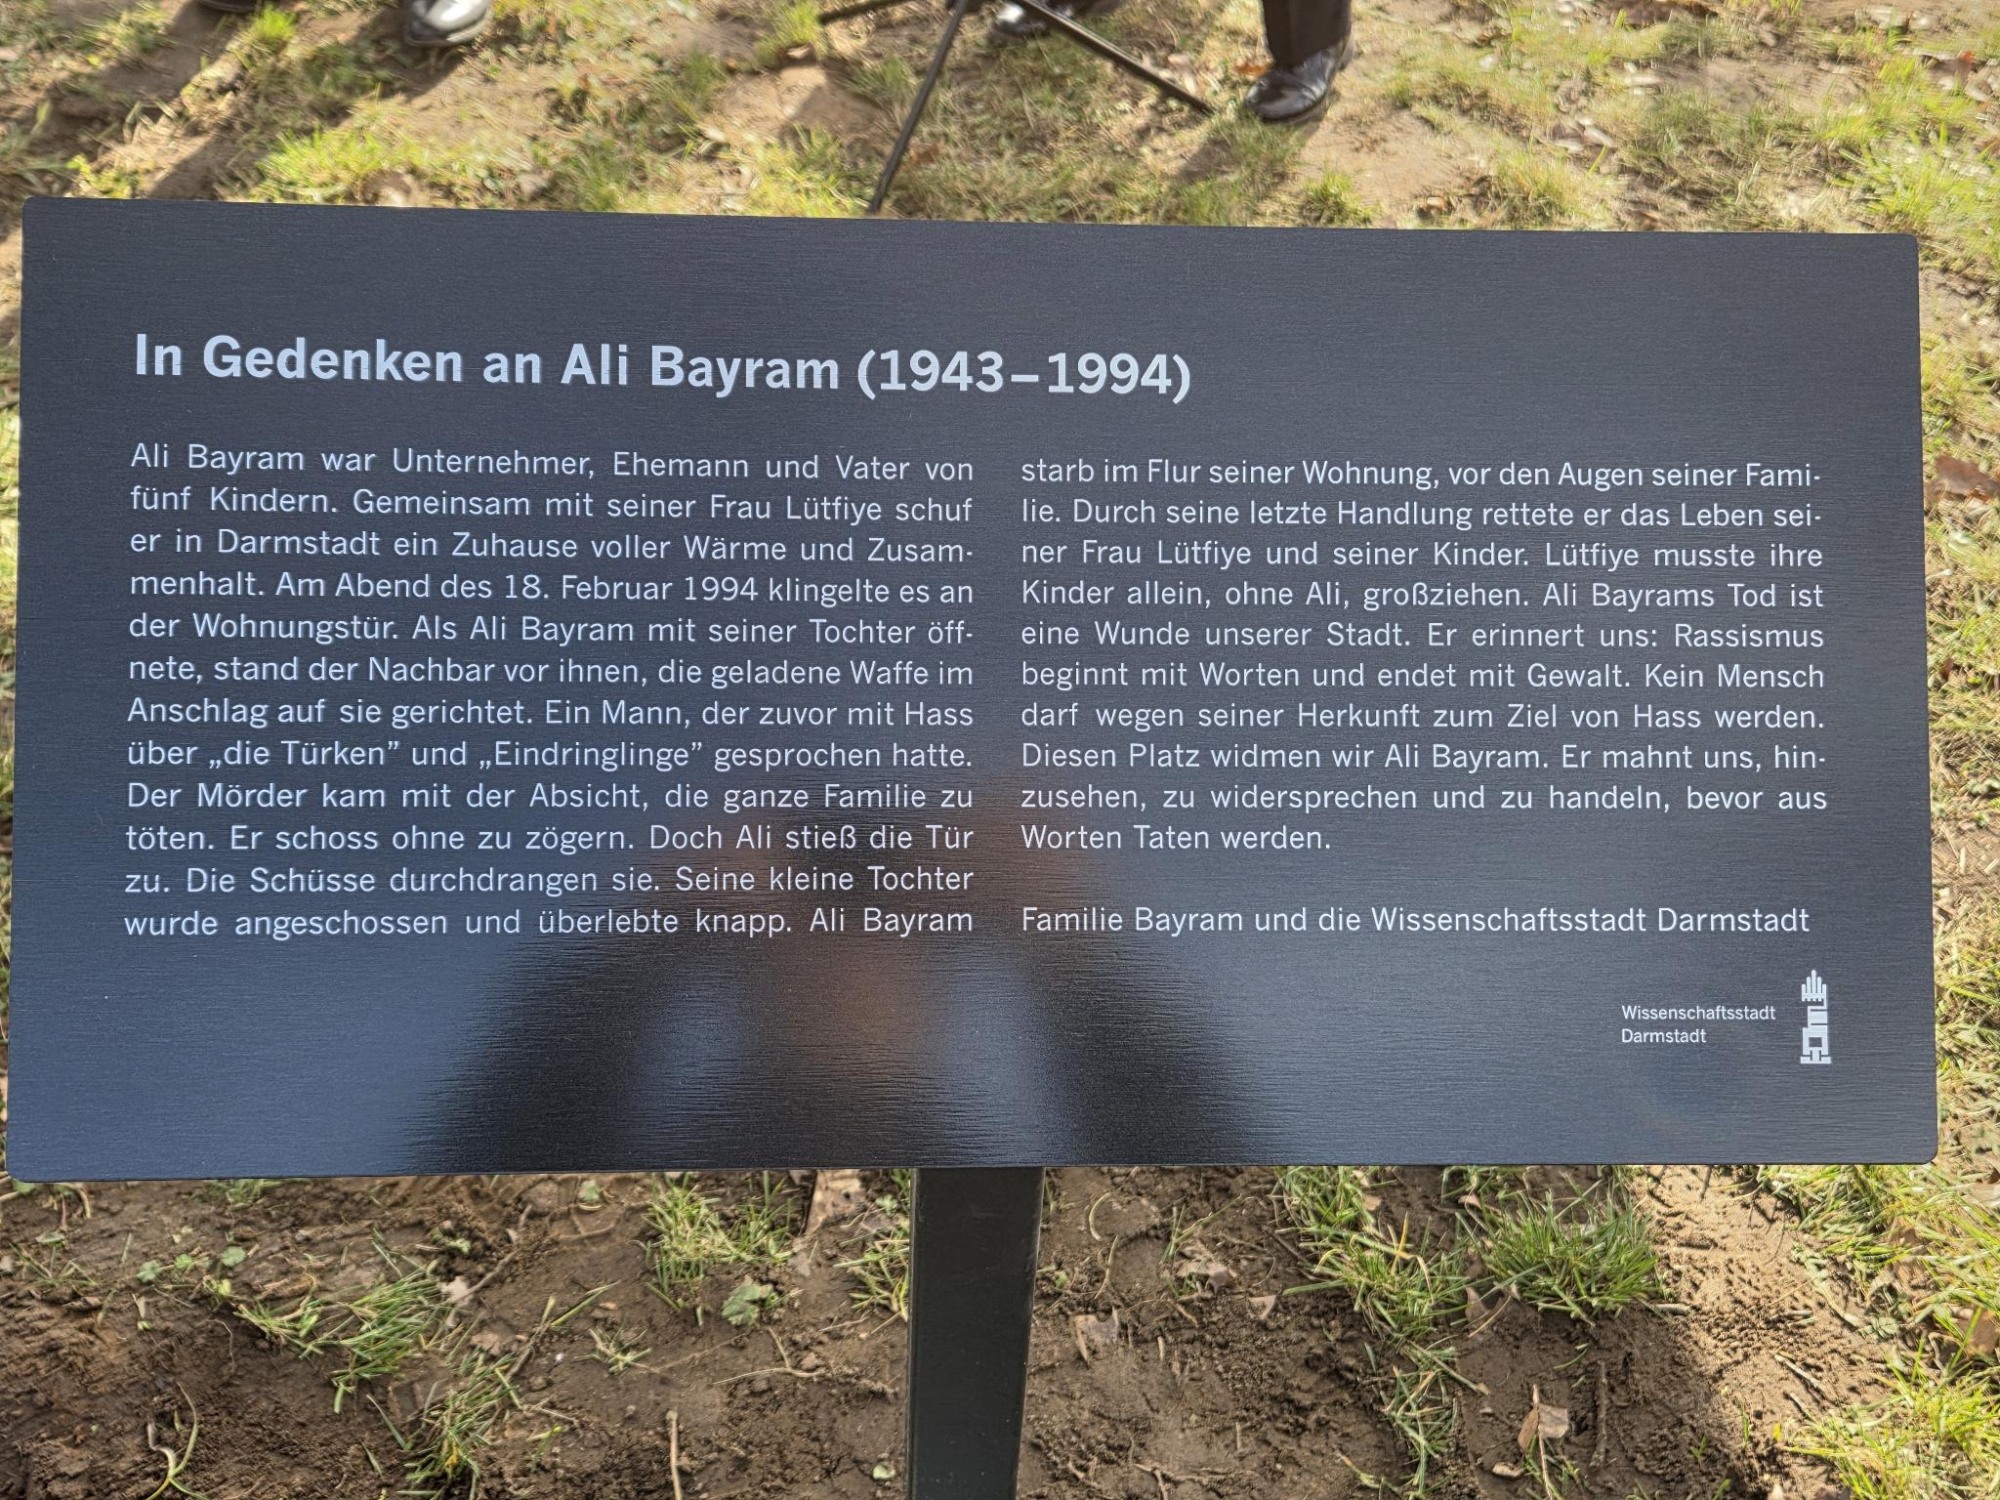 In Gedenken an Ali Bayram (1943–1994)
Ali Bayram war Unternehmer, Ehemann und Vater von
fünf Kindern. Gemeinsam mit seiner Frau Lütfiye schuf
er in Darmstadt ein Zuhause voller Wärme und Zusam-
menhalt. Am Abend des 18. Februar 1994 klingelte es an
der Wohnungstür. Als Ali Bayram mit seiner Tochter öff-
nete, stand der Nachbar vor ihnen, die geladene Waffe im
Anschlag auf sie gerichtet. Ein Mann, der zuvor mit Hass
über „die Türken” und „Eindringlinge” gesprochen hatte.
Der Mörder kam mit der Absicht, die ganze Familie zu
töten. Er schoss ohne zu zögern. Doch Ali stieß die Tür
zu. Die Schüsse durchdrangen sie. Seine kleine Tochter
wurde angeschossen und überlebte knapp. Ali Bayram
starb im Flur seiner Wohnung, vor den Augen seiner Fami-
lie. Durch seine letzte Handlung rettete er das Leben sei-
ner Frau Lütfiye und seiner Kinder. Lütfiye musste ihre
Kinder allein, ohne Ali, großziehen. Ali Bayrams Tod ist
eine Wunde unserer Stadt. Er erinnert uns: Rassismus
beginnt mit Worten und endet mit Gewalt. Kein Mensch
darf wegen seiner Herkunft zum Ziel von Hass werden.
Diesen Platz widmen wir Ali Bayram. Er mahnt uns, hin-
zusehen, zu widersprechen und zu handeln, bevor aus
Worten Taten werden.
Familie Bayram und die Wissenschaftsstadt Darmstadt
Wissenschaftsstadt
Darmstadt